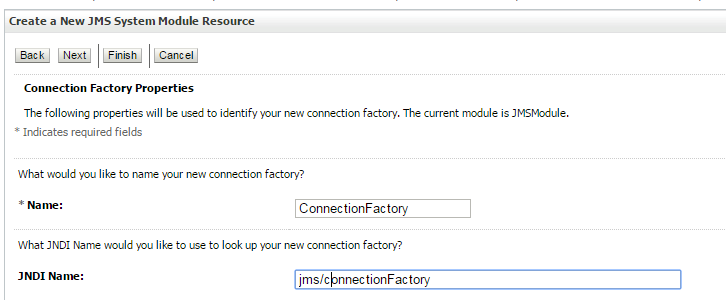 Create a New JMS System Module Resource
Back Next Finish Cancel
Connection Factory Properties
The following properties will be used to identify your new connection factory. The current module is JMSModule.
* Indicates required fields
What would you like to name your new connection factory?
* Name: ConnectionFactory
What JNDI Name would you like to use to look up your new connection factory?
JNDI Name: jms/connectionFactory